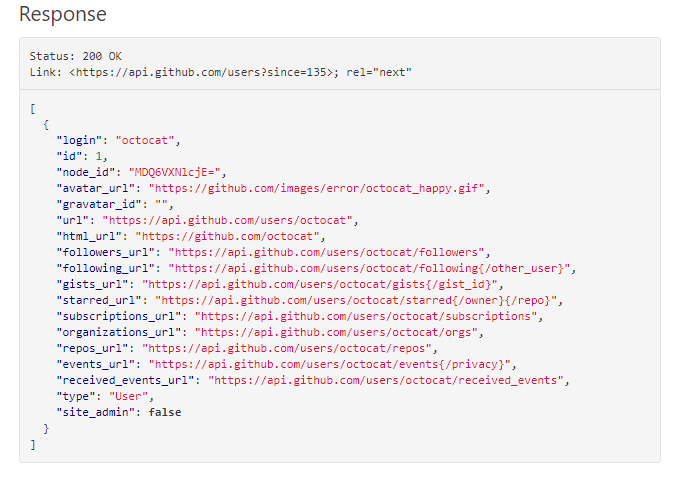 Response
Status: 200 OK
Link: <https://api.github.com/users?since=135>; rel="next"
[
  {
    "login": "octocat",
    "id": 1,
    "node_id": "MDQ6VXNlcjE=",
    "avatar_url": "https://github.com/images/error/octocat_happy.gif",
    "gravatar_id": "",
    "url": "https://api.github.com/users/octocat",
    "html_url": "https://github.com/octocat",
    "followers_url": "https://api.github.com/users/octocat/followers",
    "following_url": "https://api.github.com/users/octocat/following{/other_user}",
    "gists_url": "https://api.github.com/users/octocat/gists{/gist_id}",
    "starred_url": "https://api.github.com/users/octocat/starred{/owner}{/repo}",
    "subscriptions_url": "https://api.github.com/users/octocat/subscriptions",
    "organizations_url": "https://api.github.com/users/octocat/orgs",
    "repos_url": "https://api.github.com/users/octocat/repos",
    "events_url": "https://api.github.com/users/octocat/events{/privacy}",
    "received_events_url": "https://api.github.com/users/octocat/received_events",
    "type": "User",
    "site_admin": false
  }
]